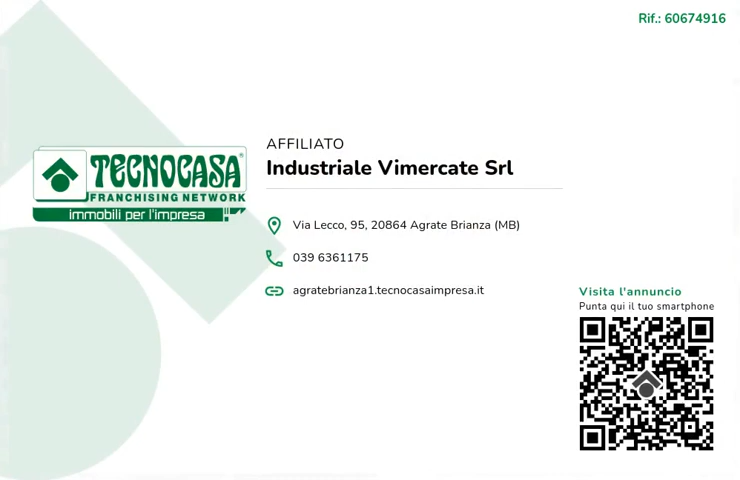 Rif.: 60674916
TECNOCASA
FRANCHISING NETWORK
immobili per l'impresa
AFFILIATO
Industriale Vimercate Srl
Via Lecco, 95, 20864 Agrate Brianza (MB)
039 6361175
agratebrianza1.tecnocasaimpresa.it
Visita l'annuncio
Punta qui il tuo smartphone